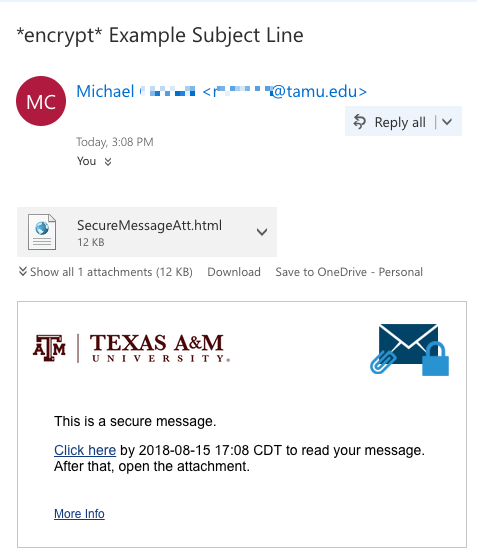 *encrypt* Example Subject Line
MC
Michael <@tamu.edu>
Reply all
Today, 3:08 PM
You
SecureMessageAtt.html
12 KB
Show all 1 attachments (12 KB) Download Save to OneDrive - Personal
ATM TEXAS A&M
UNIVERSITY®
This is a secure message.
Click here by 2018-08-15 17:08 CDT to read your message.
After that, open the attachment.
More Info